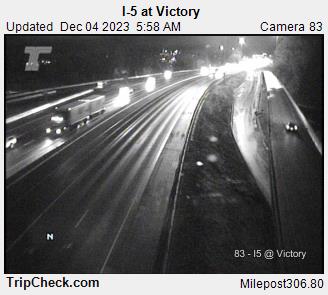 I-5 at Victory
Updated Dec 04 2023 5:58 AM Camera 83
T
N
83 - I5 @ Victory
TripCheck.com Milepost306.80